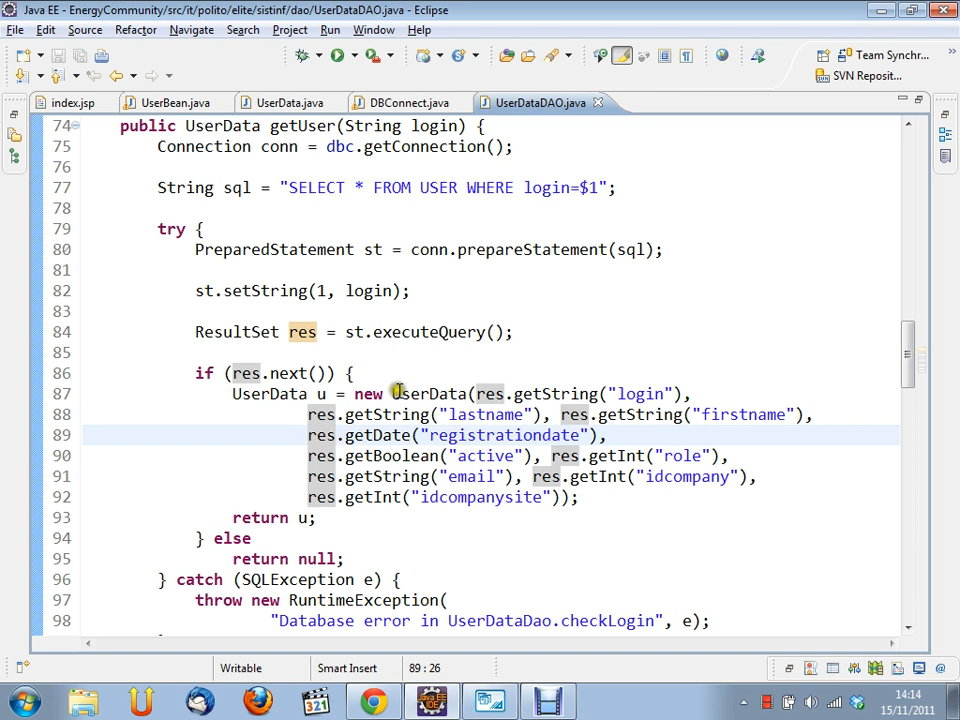 Java EE - EnergyCommunity/src/it/polito/elite/sistinf/dao/UserDataDAO.java - Eclipse
File Edit Source Refactor Navigate Search Project Run Window Help
Team Synchr...
SVN Reposit...
index.jsp UserBean.java UserData.java DBConnect.java UserDataDAO.java
74 public UserData getUser(String login) {
75 Connection conn = dbc.getConnection();
76
77 String sql = "SELECT * FROM USER WHERE login=$1";
78
79 try {
80 PreparedStatement st = conn.prepareStatement(sql);
81
82 st.setString(1, login);
83
84 ResultSet res = st.executeQuery();
85
86 if (res.next()) {
87 UserData u = new UserData(res.getString("login"),
88 res.getString("lastname"), res.getString("firstname"),
89 res.getDate("registrationdate"),
90 res.getBoolean("active"), res.getInt("role"),
91 res.getString("email"), res.getInt("idcompany"),
92 res.getInt("idcompanysite"));
93 return u;
94 } else
95 return null;
96 } catch (SQLException e) {
97 throw new RuntimeException(
98 "Database error in UserDataDao.checkLogin", e);
Writable Smart Insert 89 : 26
321
Java EE
IDE
14:14
15/11/2011